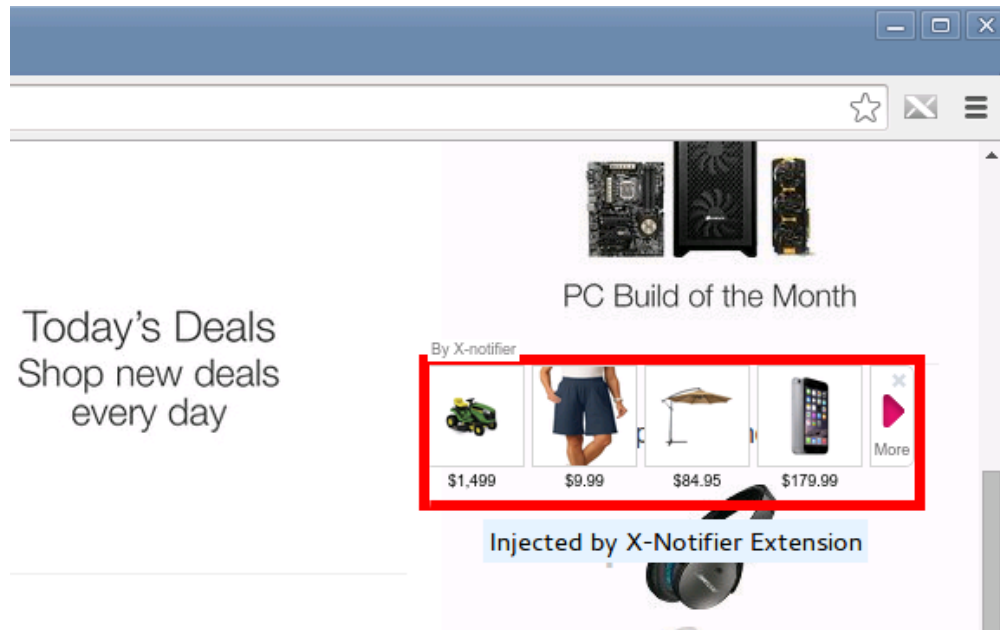 PC Build of the Month
Today's Deals
Shop new deals
every day
By X-notifier
More
$1,499
$9.99
$84.95
$179.99
Injected by X-Notifier Extension